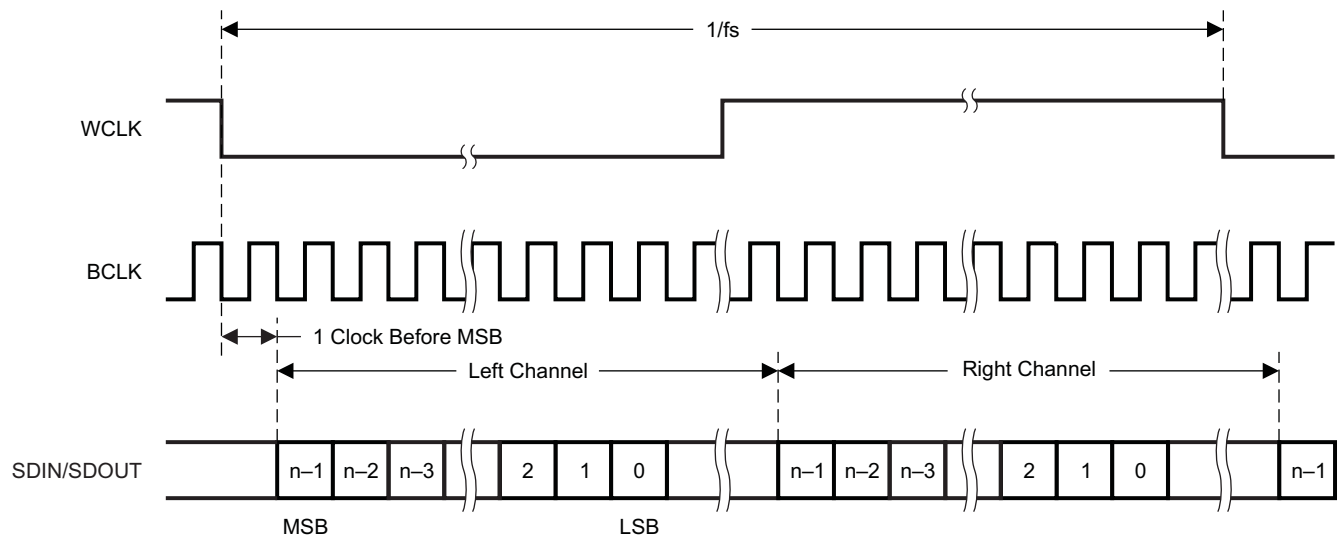 1/fs
WCLK
BCLK
1 Clock Before MSB
Left Channel
Right Channel
SDIN/SDOUT
n–1 n–2 n–3 2 1 0 n–1 n–2 n–3 2 1 0 n–1
MSB LSB